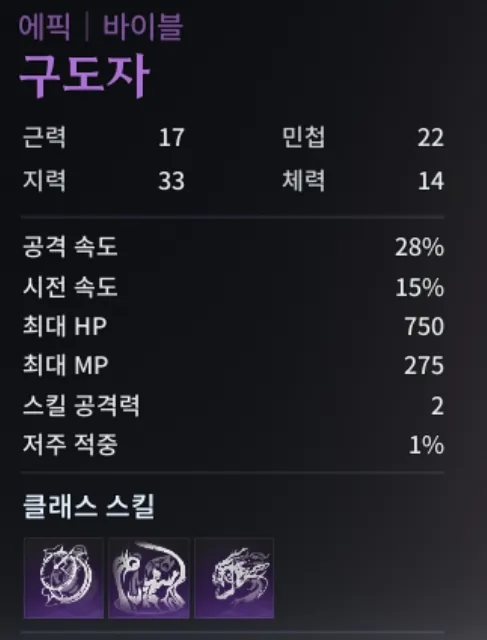 에픽 | 바이블
구도자
근력 17 민첩 22
지력 33 체력 14
공격 속도 28%
시전 속도 15%
최대 HP 750
최대 MP 275
스킬 공격력 2
저주 적중 1%
클래스 스킬